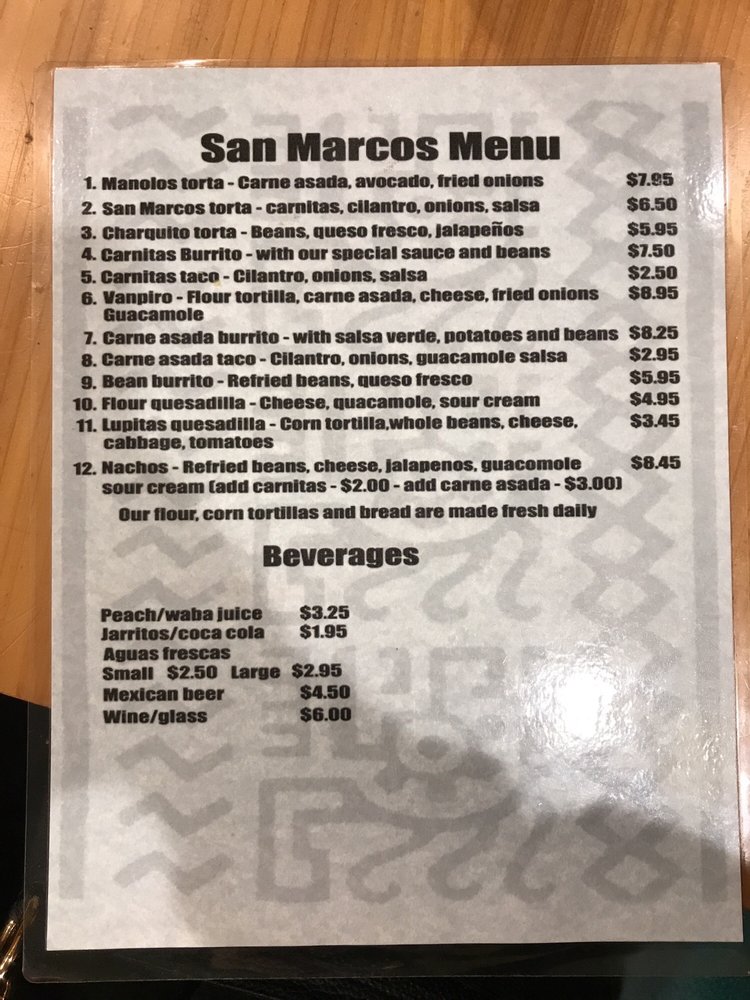 San Marcos Menu
1. Manolos torta - Carne asada, avocado, fried onions $7.95
2. San Marcos torta - carnitas, cilantro, onions, salsa $6.50
3. Charquito torta - Beans, queso fresco, Jalapeños $5.95
4. Carnitas Burrito - with our special sauce and beans $7.50
5. Carnitas taco - Cilantro, onions, salsa $2.50
6. Vanpiro - Flour tortilla, carne asada, cheese, fried onions $8.95
Guacamole
7. Carne asada burrito - with salsa verde, potatoes and beans $8.25
8. Carne asada taco - Cilantro, onions, guacamole salsa $2.95
9. Bean burrito - Refried beans, queso fresco $5.95
10. Flour quesadilla - Cheese, quacamole, sour cream $4.95
11. Lupitas quesadilla - Corn tortilla,whole beans, cheese, $3.45
cabbage, tomatoes
12. Nachos - Refried beans, cheese, jalapenos, guacomole $8.45
sour cream (add carnitas - $2.00 - add carne asada - $3.00)
Our flour, corn tortillas and bread are made fresh daily
Beverages
Peach/waba juice $3.25
Jarritos/coca cola $1.95
Aguas frescas
Small $2.50 Large $2.95
Mexican beer $4.50
Wine/glass $6.00